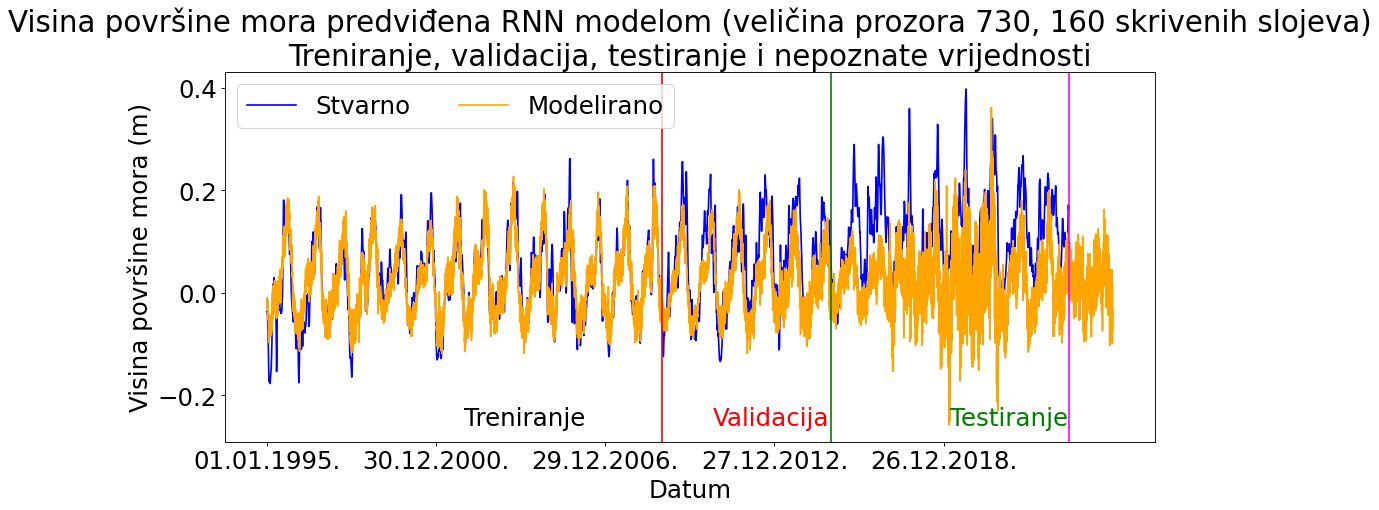 Visina površine mora predviđena RNN modelom (veličina prozora 730, 160 skrivenih slojeva)
Treniranje, validacija, testiranje i nepoznate vrijednosti
Stvarno Modelirano
Visina površine mora (m)
0.4
0.2
0.0
−0.2
Treniranje Validacija Testiranje
01.01.1995. 30.12.2000. 29.12.2006. 27.12.2012. 26.12.2018.
Datum